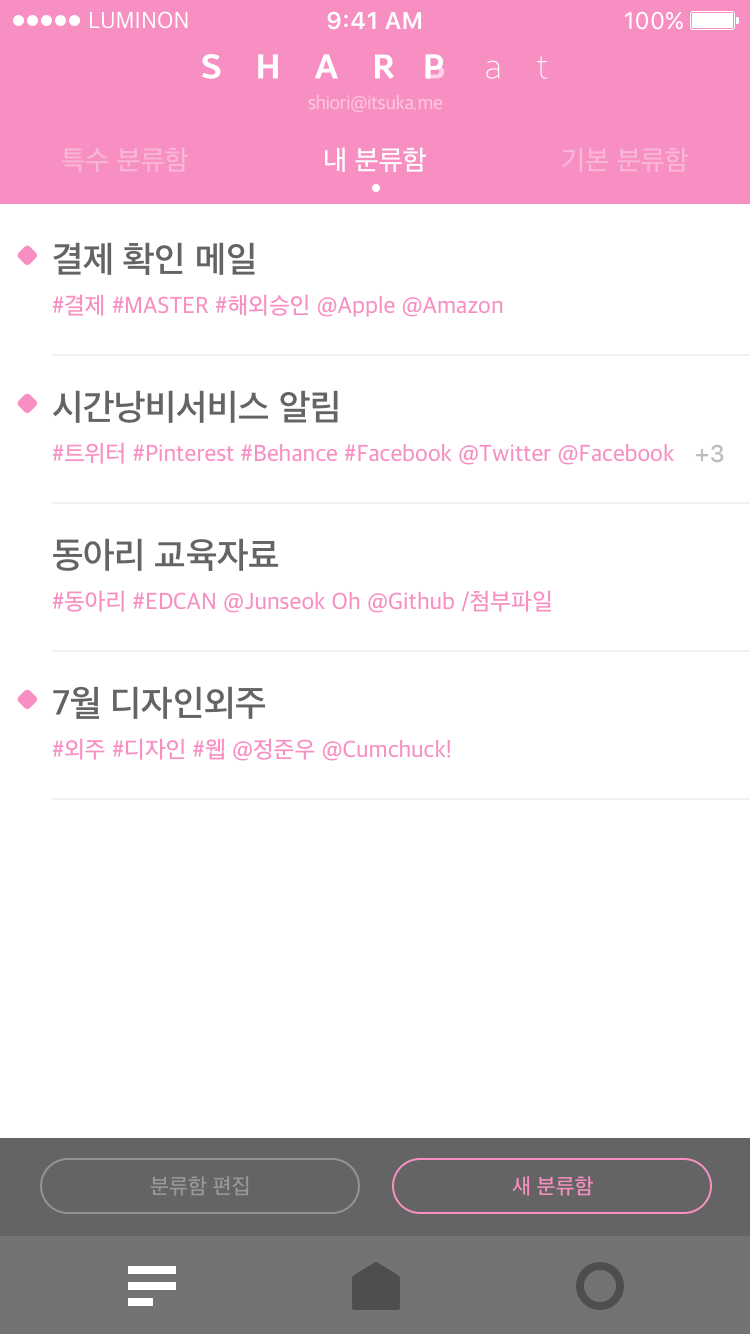 LUMINON 9:41 AM 100%
SHARB at
shiori@itsuka.me
특수 분류함 내 분류함 기본 분류함
결제 확인 메일
#결제 #MASTER #해외승인 @Apple @Amazon
시간낭비서비스 알림
#트위터 #Pinterest #Behance #Facebook @Twitter @Facebook +3
동아리 교육자료
#동아리 #EDCAN @Junseok Oh @Github /첨부파일
7월 디자인외주
#외주 #디자인 #웹 @정준우 @Cumchuck!
분류함 편집 새 분류함